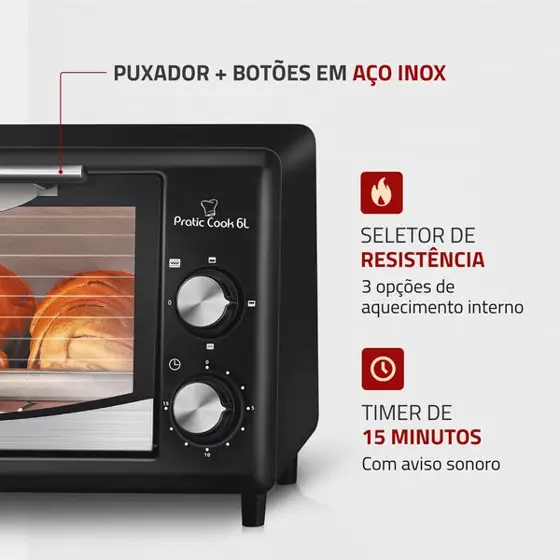 PUXADOR + BOTÕES EM AÇO INOX
Pratic Cook 6L
0
SELETOR DE
RESISTÊNCIA
3 opções de
aquecimento interno
0
15
5
10
TIMER DE
15 MINUTOS
Com aviso sonoro